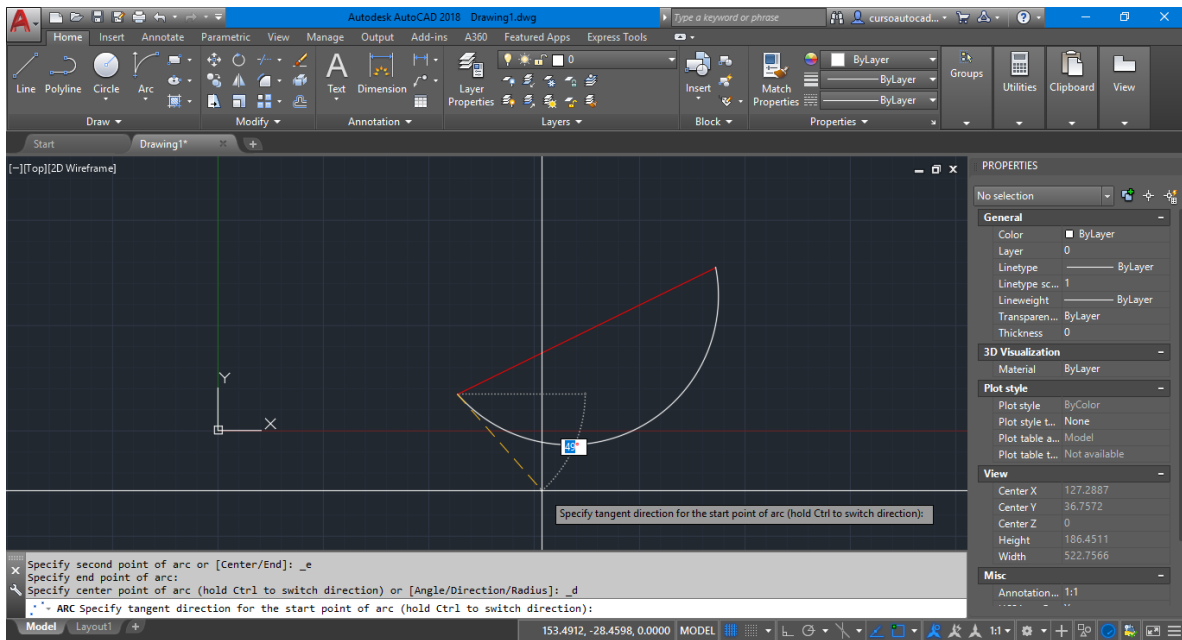 Autodesk AutoCAD 2018 Drawing1.dwg
Type a keyword or phrase
cursoautocad...
Home Insert Annotate Parametric View Manage Output Add-ins A360 Featured Apps Express Tools
Line Polyline Circle Arc
Text Dimension
Layer Properties
0
Insert
Match Properties
ByLayer
ByLayer
ByLayer
Groups
Utilities
Clipboard
View
Draw
Modify
Annotation
Layers
Block
Properties
Start
Drawing1*
[−][Top][2D Wireframe]
Y
X
49°
Specify tangent direction for the start point of arc (hold Ctrl to switch direction):
PROPERTIES
No selection
General
Color ByLayer
Layer 0
Linetype ByLayer
Linetype sc... 1
Lineweight ByLayer
Transparen... ByLayer
Thickness 0
3D Visualization
Material ByLayer
Plot style
Plot style ByColor
Plot style t... None
Plot table a... Model
Plot table t... Not available
View
Center X 127.2887
Center Y 36.7572
Center Z 0
Height 186.4511
Width 522.7566
Misc
Annotation... 1:1
Specify second point of arc or [Center/End]: _e
Specify end point of arc:
Specify center point of arc (hold Ctrl to switch direction) or [Angle/Direction/Radius]: _d
ARC Specify tangent direction for the start point of arc (hold Ctrl to switch direction):
Model Layout1 +
153.4912, -28.4598, 0.0000 MODEL 1:1